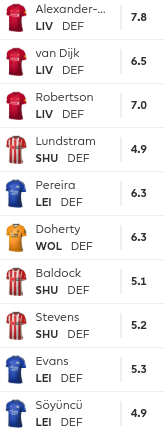 Alexander-...
LIV DEF
7.8
van Dijk
LIV DEF
6.5
Robertson
LIV DEF
7.0
Lundstram
SHU DEF
4.9
Pereira
LEI DEF
6.3
Doherty
WOL DEF
6.3
Baldock
SHU DEF
5.1
Stevens
SHU DEF
5.2
Evans
LEI DEF
5.3
Söyüncü
LEI DEF
4.9